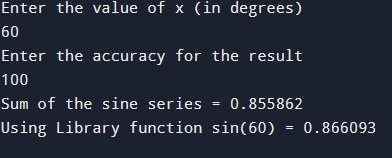 Enter the value of x (in degrees)
60
Enter the accuracy for the result
100
Sum of the sine series = 0.855862
Using Library function sin(60) = 0.866093